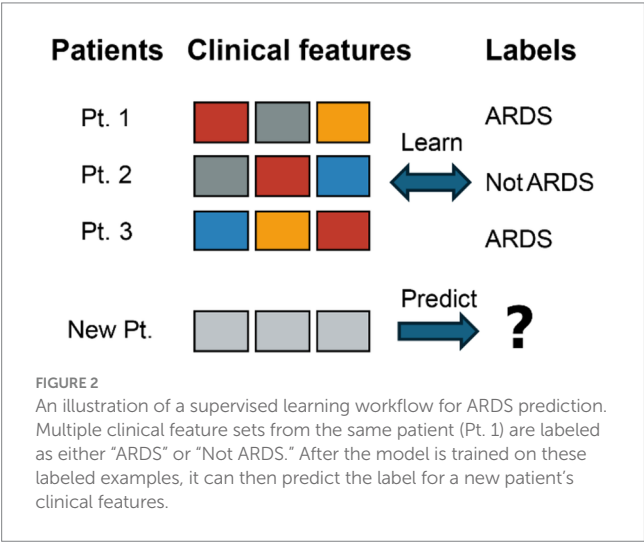 Patients Clinical features Labels
Pt. 1 ARDS
Learn
Pt. 2 Not ARDS
Pt. 3 ARDS
Predict
New Pt. ?
FIGURE 2
An illustration of a supervised learning workflow for ARDS prediction.
Multiple clinical feature sets from the same patient (Pt. 1) are labeled
as either “ARDS” or “Not ARDS.” After the model is trained on these
labeled examples, it can then predict the label for a new patient’s
clinical features.